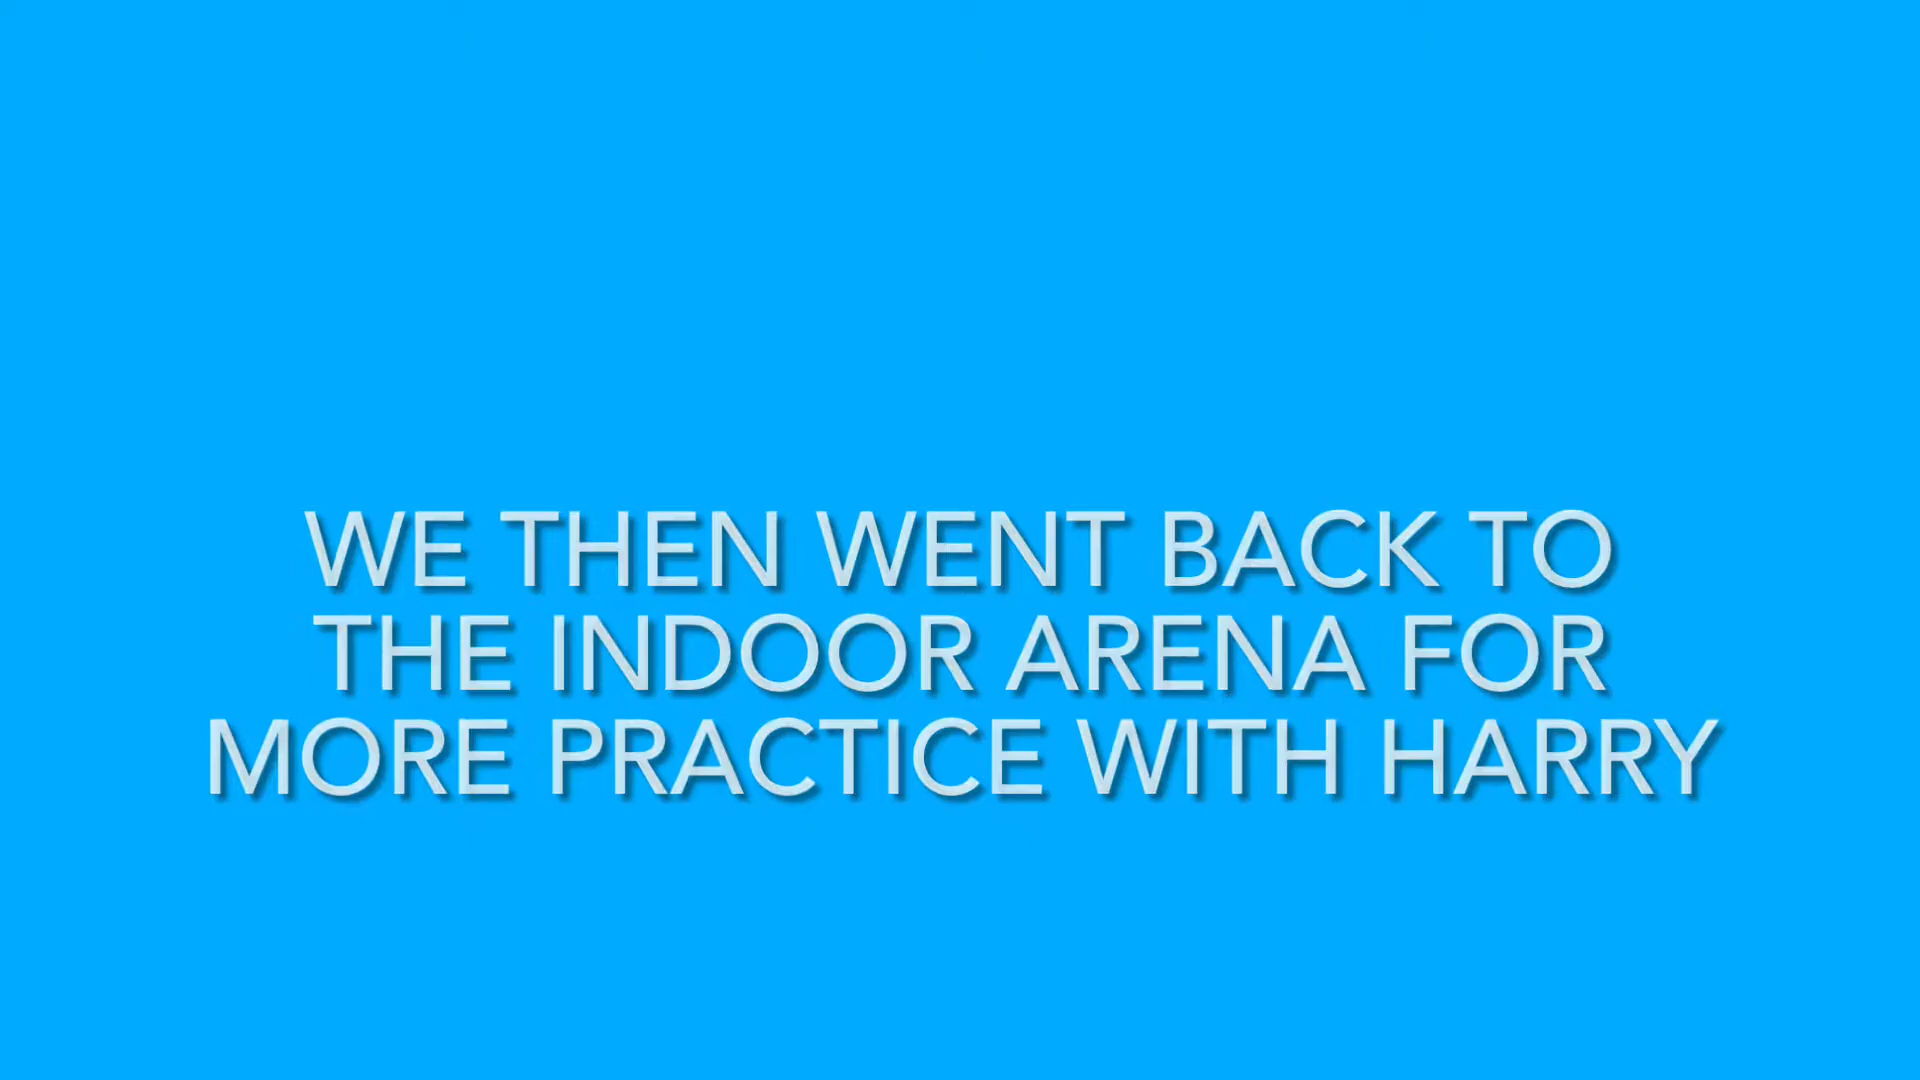 WE THEN WENT BACK TO
THE INDOOR ARENA FOR
MORE PRACTICE WITH HARRY